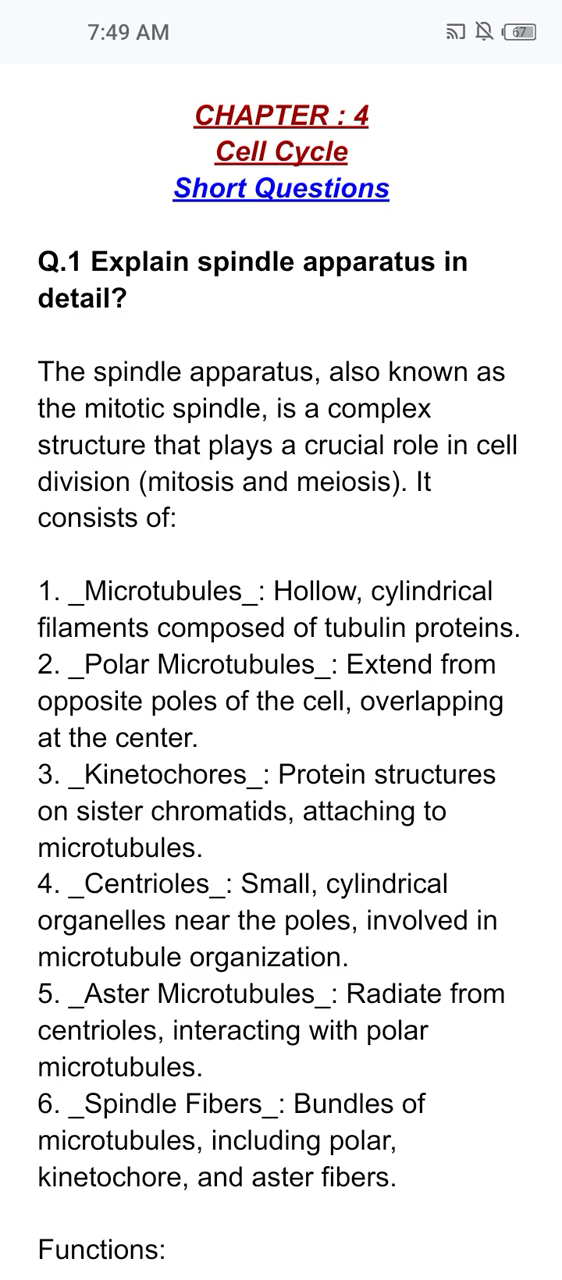 7:49 AM
67
CHAPTER : 4
Cell Cycle
Short Questions
Q.1 Explain spindle apparatus in
detail?
The spindle apparatus, also known as
the mitotic spindle, is a complex
structure that plays a crucial role in cell
division (mitosis and meiosis). It
consists of:
1. _Microtubules_: Hollow, cylindrical
filaments composed of tubulin proteins.
2. _Polar Microtubules_: Extend from
opposite poles of the cell, overlapping
at the center.
3. _Kinetochores_: Protein structures
on sister chromatids, attaching to
microtubules.
4. _Centrioles_: Small, cylindrical
organelles near the poles, involved in
microtubule organization.
5. _Aster Microtubules_: Radiate from
centrioles, interacting with polar
microtubules.
6. _Spindle Fibers_: Bundles of
microtubules, including polar,
kinetochore, and aster fibers.
Functions: